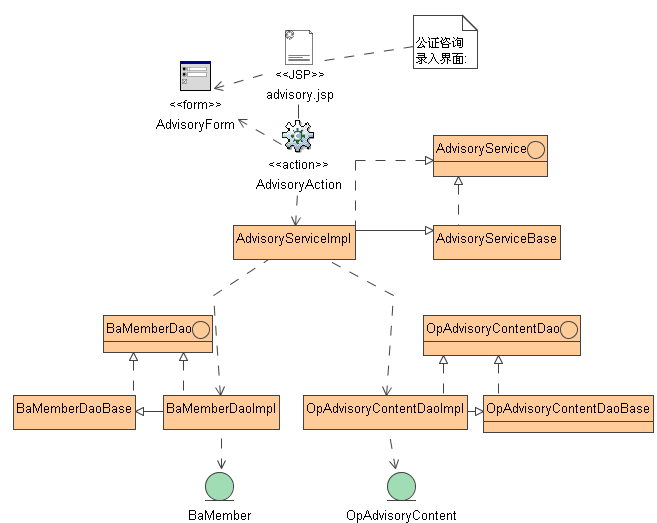 公证咨询
录入界面:
<<JSP>>
advisory.jsp
<<form>>
AdvisoryForm
<<action>>
AdvisoryAction
AdvisoryService
AdvisoryServiceImpl
AdvisoryServiceBase
BaMemberDao
OpAdvisoryContentDao
BaMemberDaoBase
BaMemberDaoImpl
OpAdvisoryContentDaoImpl
OpAdvisoryContentDaoBase
BaMember
OpAdvisoryContent